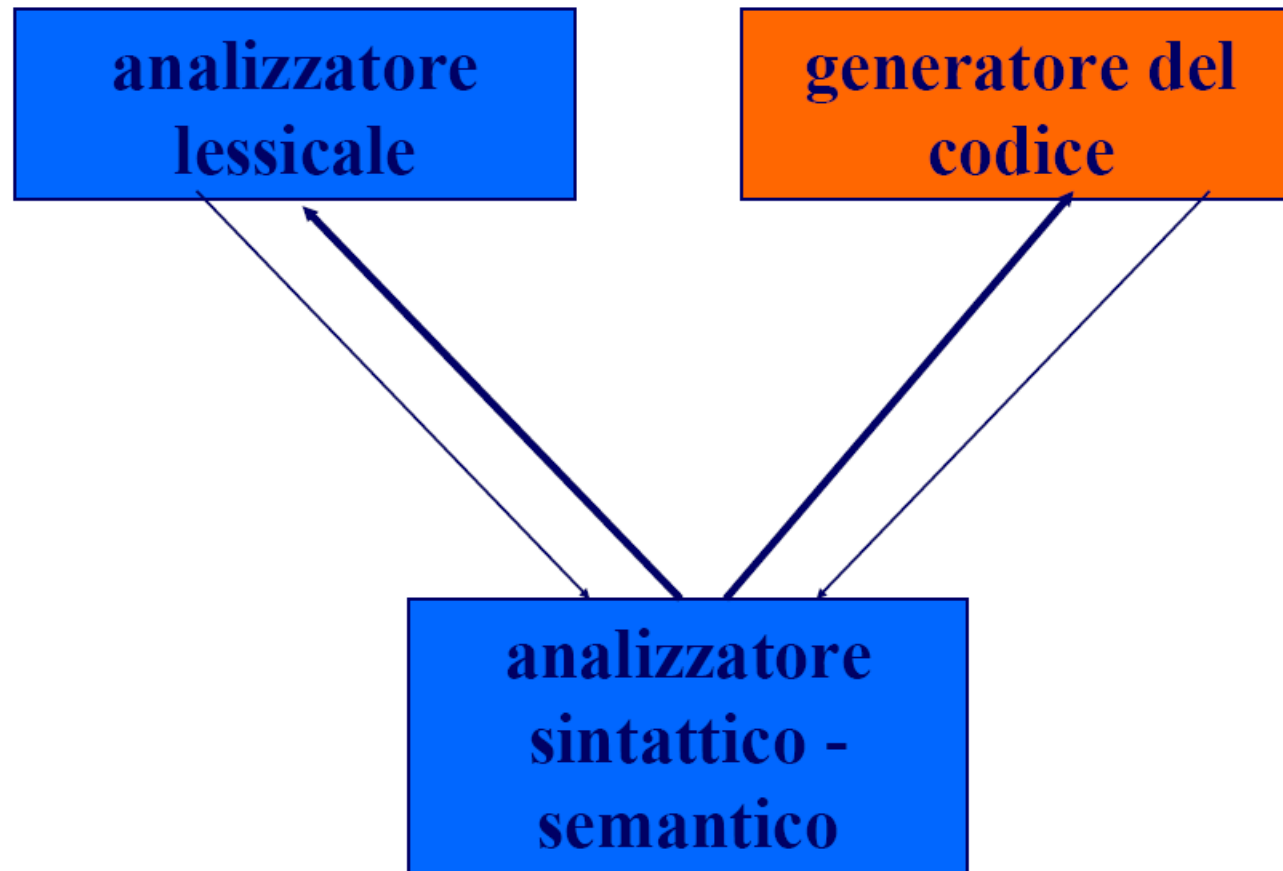 analizzatore
lessicale
generatore del
codice
analizzatore
sintattico -
semantico